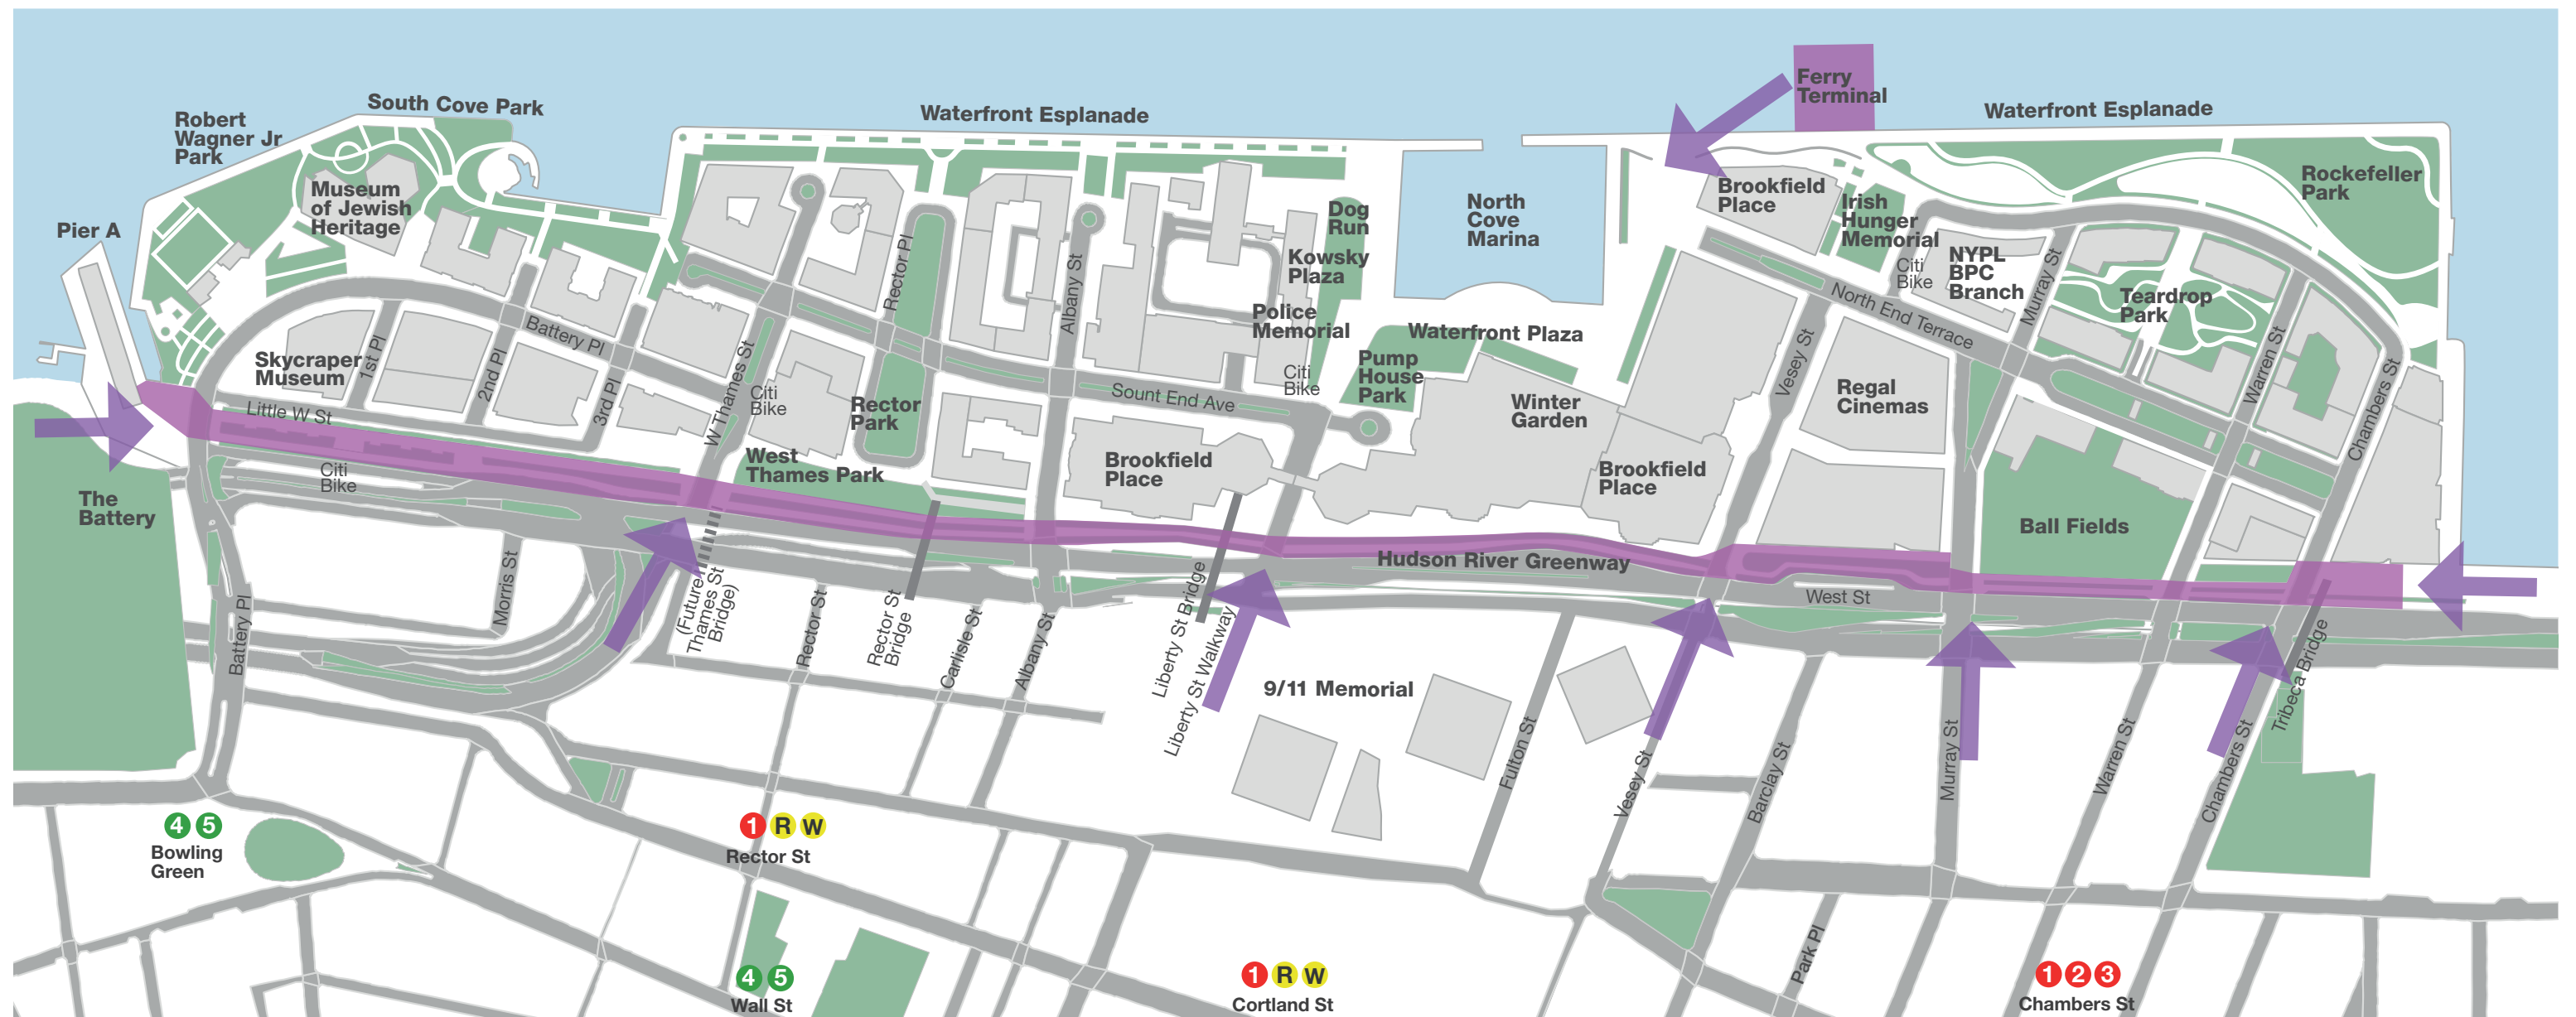 Ferry
Terminal
South Cove Park
Waterfront Esplanade
Waterfront Esplanade
Robert
Wagner Jr
Park
Museum
of Jewish
Heritage
Pier A
Rockefeller
Park
Brookfield
Place
Irish
Hunger
Memorial
North
Cove
Marina
Dog
Run
Kowsky
Plaza
Police
Memorial
Rector Pl
Albany St
Citi
Bike
NYPL
BPC
Branch
Murray St
Teardrop
Park
North End Terrace
Waterfront Plaza
Pump
House
Park
Citi
Bike
Battery Pl
Skycraper
Museum
1st Pl
2nd Pl
3rd Pl
W Thames St
Citi
Bike
Rector
Park
Sount End Ave
Vesey St
Regal
Cinemas
Warren St
Chambers St
Winter
Garden
Little W St
Citi
Bike
West
Thames Park
Brookfield
Place
Brookfield
Place
Ball Fields
The
Battery
Hudson River Greenway
West St
Battery Pl
Morris St
(Future
Thames St
Bridge)
Rector St
Rector St
Bridge
Carlisle St
Albany St
Liberty St Bridge
Liberty St Walkway
9/11 Memorial
Fulton St
Vesey St
Barclay St
Murray St
Warren St
Chambers St
Tribeca Bridge
4 5
Bowling
Green
1 R W
Rector St
Park Pl
4 5
Wall St
1 R W
Cortland St
1 2 3
Chambers St